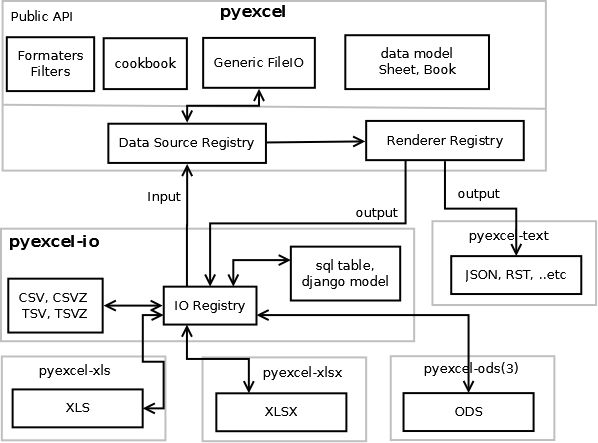 pyexcel
Public API
Formaters
Filters
cookbook
Generic FileIO
data model
Sheet, Book
Data Source Registry
Renderer Registry
Input
output
output
pyexcel-io
pyexcel-text
CSV, CSVZ
TSV, TSVZ
IO Registry
sql table,
django model
JSON, RST, ..etc
pyexcel-xls
pyexcel-xlsx
pyexcel-ods(3)
XLS
XLSX
ODS